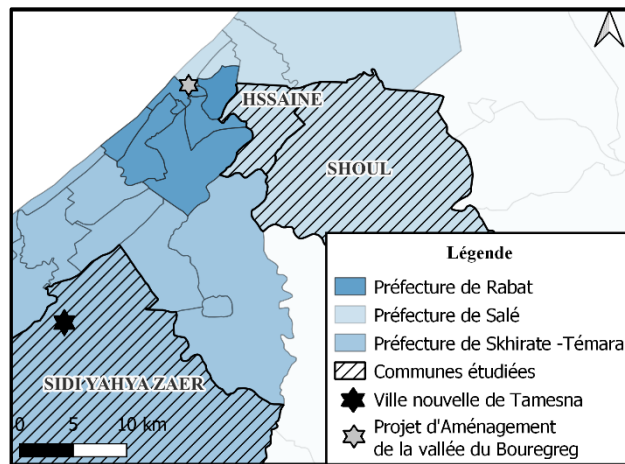 HSSAINE
SHOUL
SIDI YAHYA ZAER
0 5 10 km
Légende
Préfecture de Rabat
Préfecture de Salé
Préfecture de Skhirate -Témara
Communes étudiées
Ville nouvelle de Tamesna
Projet d'Aménagement
de la vallée du Bouregreg